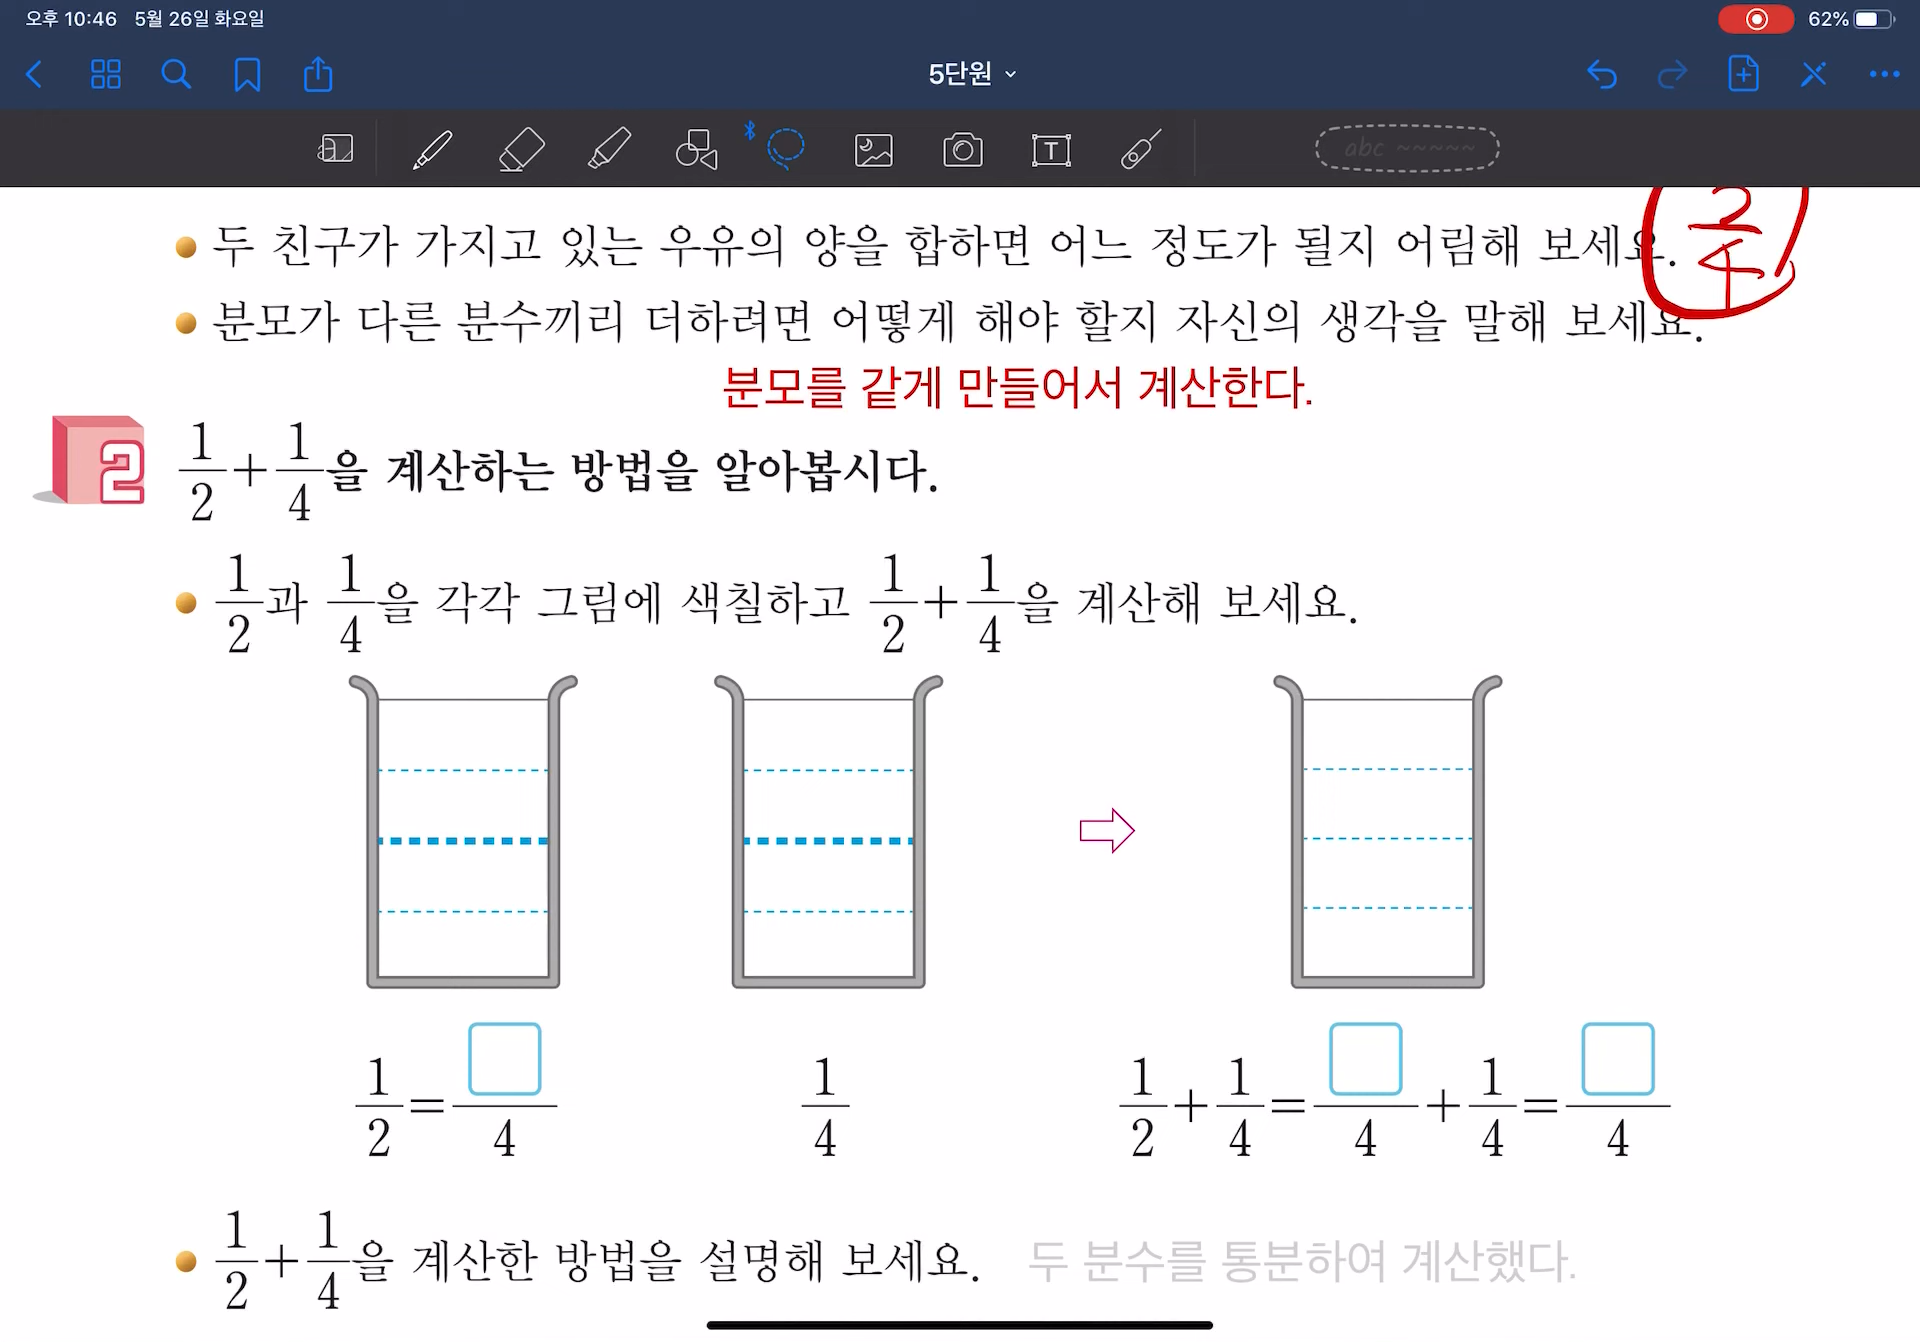 오후 10:46 5월 26일 화요일 62%
5단원
abc
두 친구가 가지고 있는 우유의 양을 합하면 어느 정도가 될지 어림해 보세요. 2/4
분모가 다른 분수끼리 더하려면 어떻게 해야 할지 자신의 생각을 말해 보세요.
분모를 같게 만들어서 계산한다.
2 1/2+1/4을 계산하는 방법을 알아봅시다.
1/2과 1/4을 각각 그림에 색칠하고 1/2+1/4을 계산해 보세요.
1/2=□/4 1/4 1/2+1/4=□/4+1/4=□/4
1/2+1/4을 계산한 방법을 설명해 보세요. 두 분수를 통분하여 계산했다.